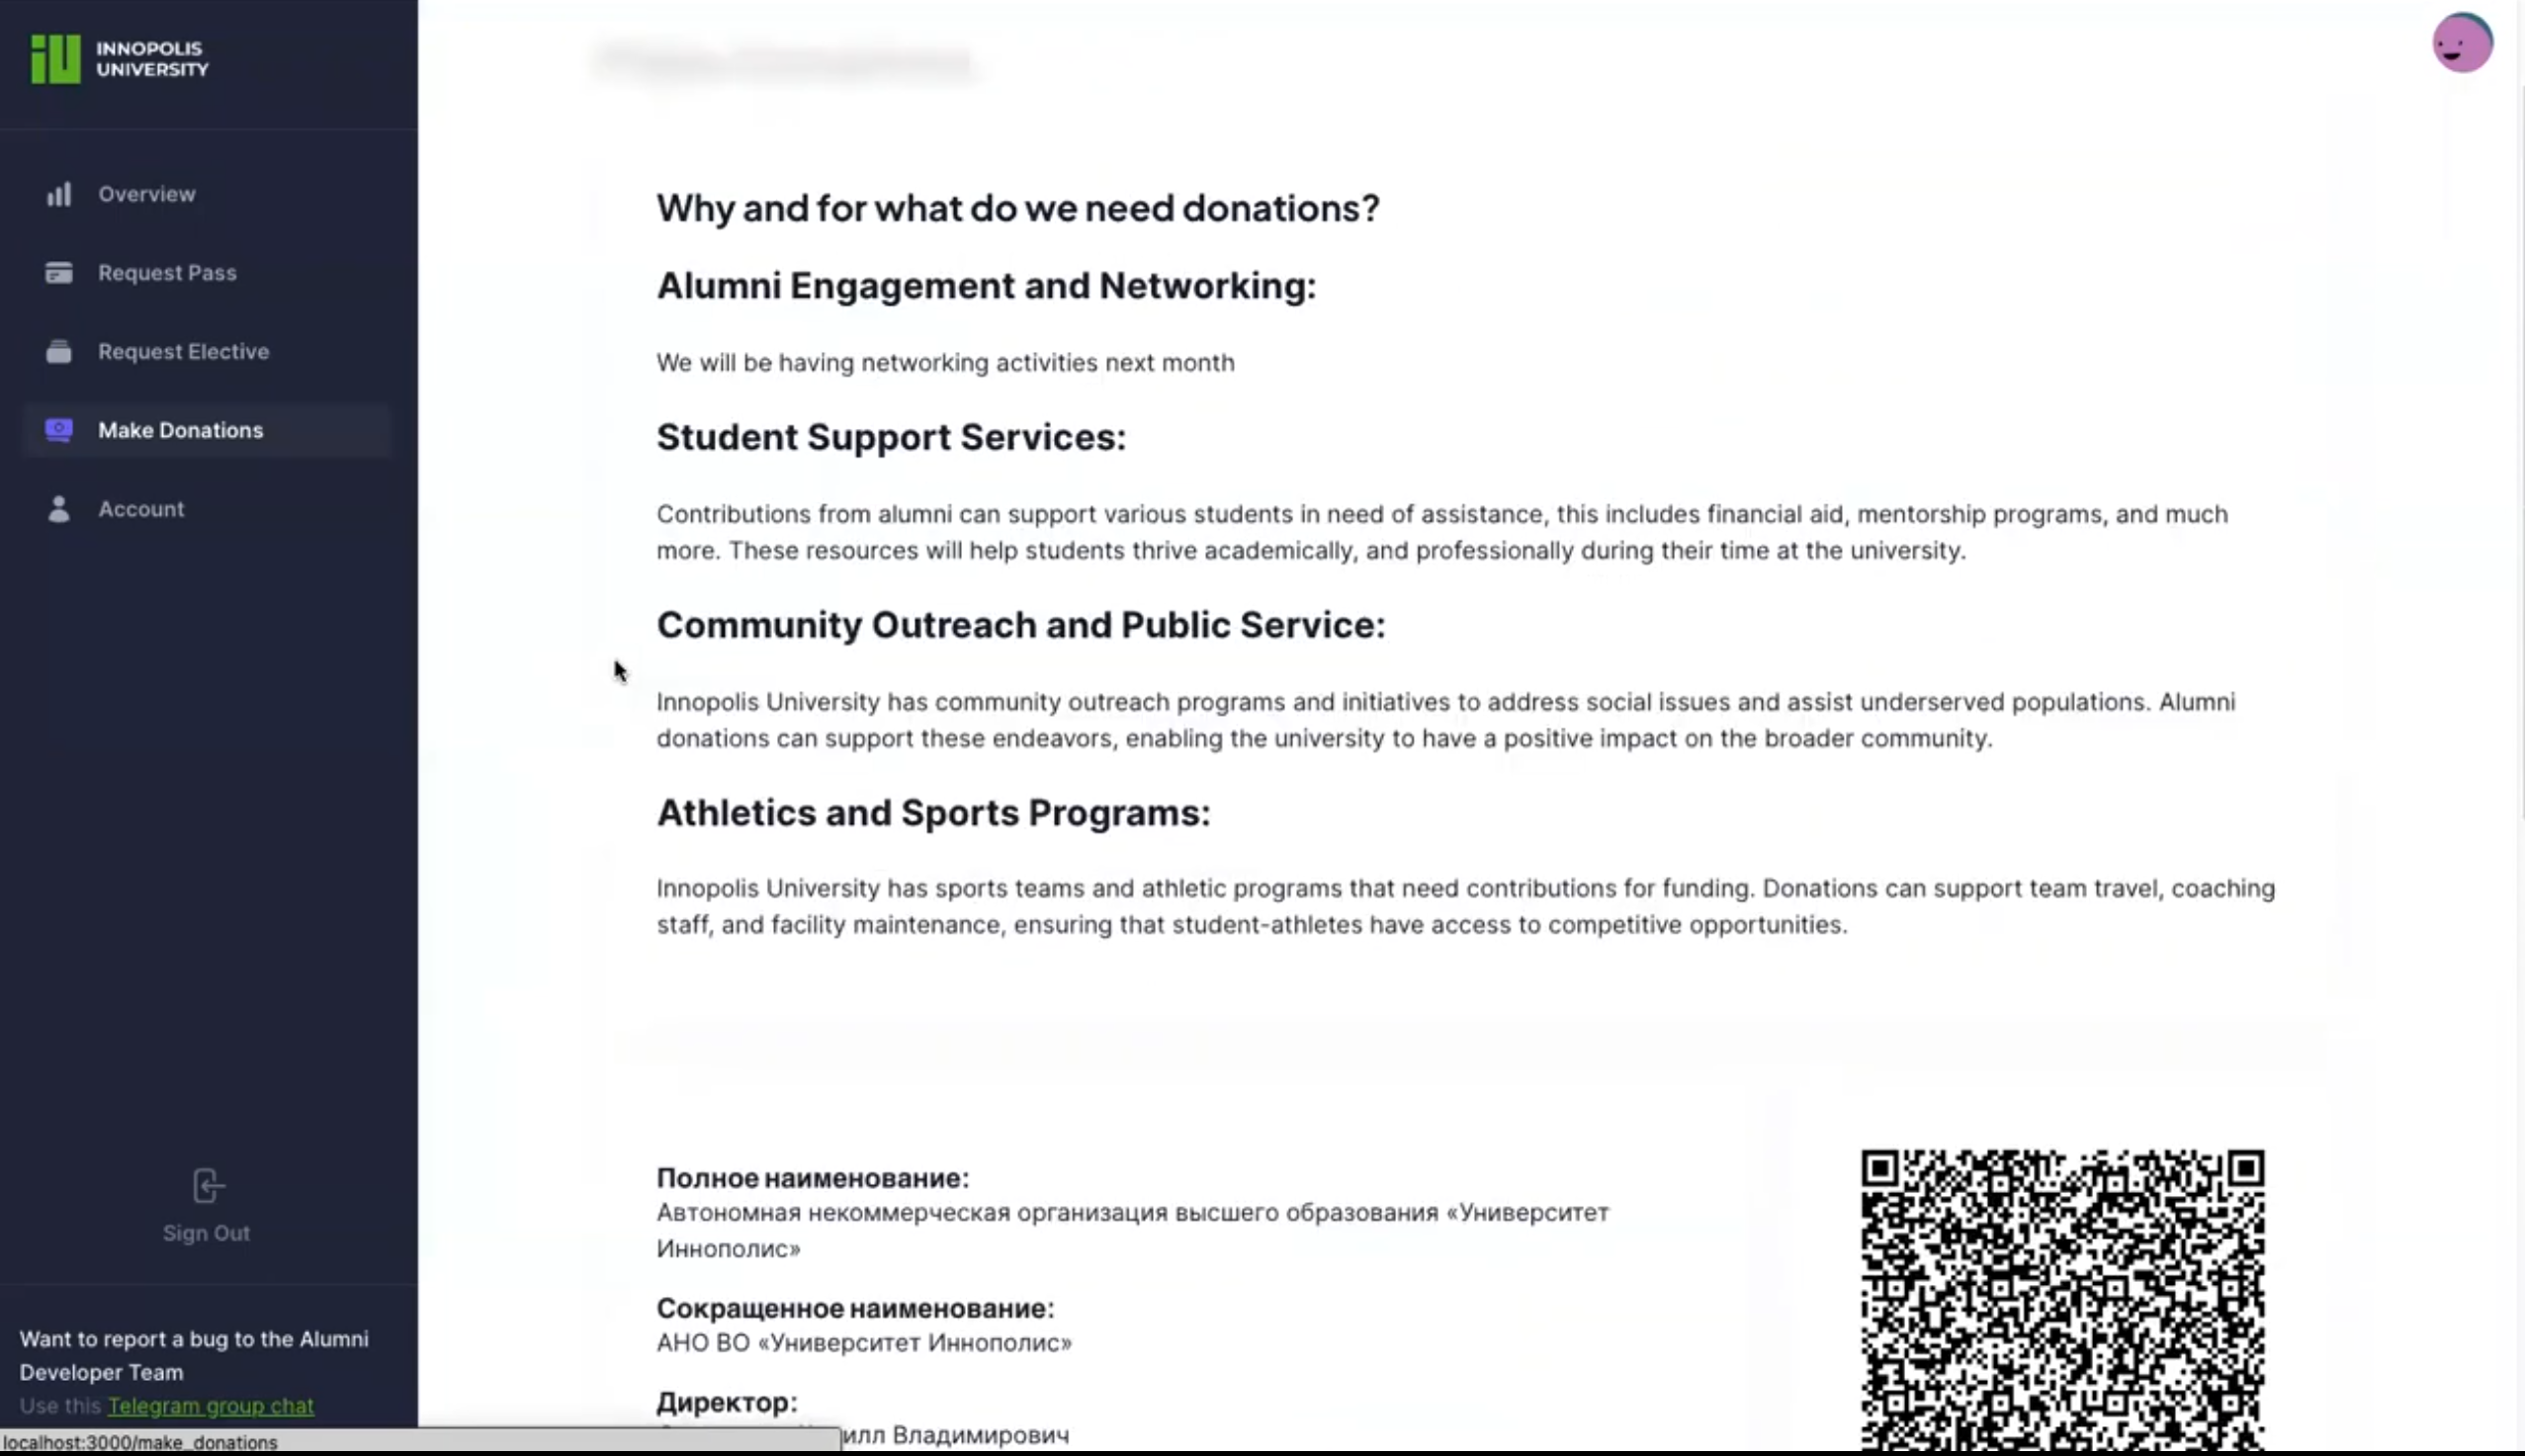 INNOPOLIS
UNIVERSITY
Overview
Request Pass
Request Elective
Make Donations
Account
Sign Out
Want to report a bug to the Alumni
Developer Team
Use this Telegram group chat
localhost:3000/make_donations
Why and for what do we need donations?
Alumni Engagement and Networking:
We will be having networking activities next month
Student Support Services:
Contributions from alumni can support various students in need of assistance, this includes financial aid, mentorship programs, and much
more. These resources will help students thrive academically, and professionally during their time at the university.
Community Outreach and Public Service:
Innopolis University has community outreach programs and initiatives to address social issues and assist underserved populations. Alumni
donations can support these endeavors, enabling the university to have a positive impact on the broader community.
Athletics and Sports Programs:
Innopolis University has sports teams and athletic programs that need contributions for funding. Donations can support team travel, coaching
staff, and facility maintenance, ensuring that student-athletes have access to competitive opportunities.
Полное наименование:
Автономная некоммерческая организация высшего образования «Университет
Иннополис»
Сокращенное наименование:
АНО ВО «Университет Иннополис»
Директор:
Владимирович